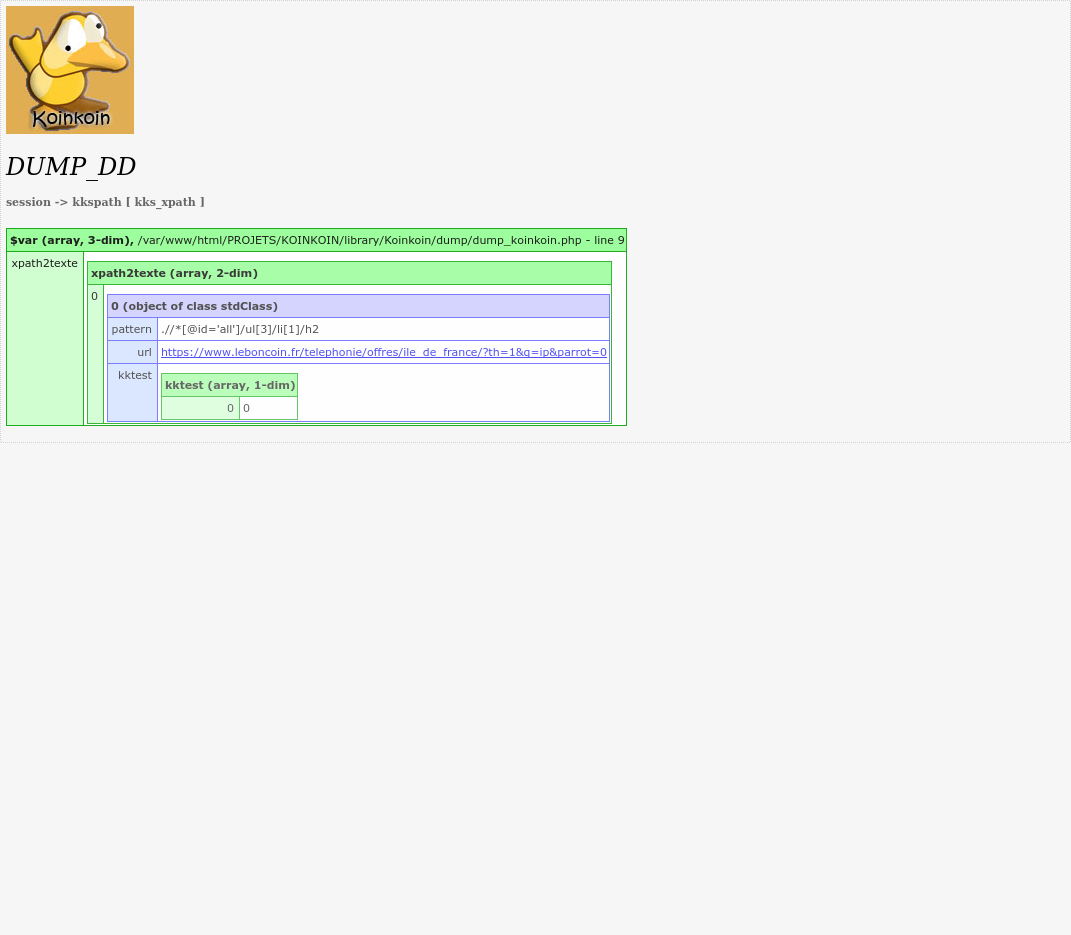 Koinkoin
DUMP_DD
session -> kkspath [ kks_xpath ]
$var (array, 3-dim), /var/www/html/PROJETS/KOINKOIN/library/Koinkoin/dump/dump_koinkoin.php - line 9
xpath2texte
xpath2texte (array, 2-dim)
0
0 (object of class stdClass)
pattern .//*[@id='all']/ul[3]/li[1]/h2
url https://www.leboncoin.fr/telephonie/offres/ile_de_france/?th=1&q=ip&parrot=0
kktest
kktest (array, 1-dim)
0 0